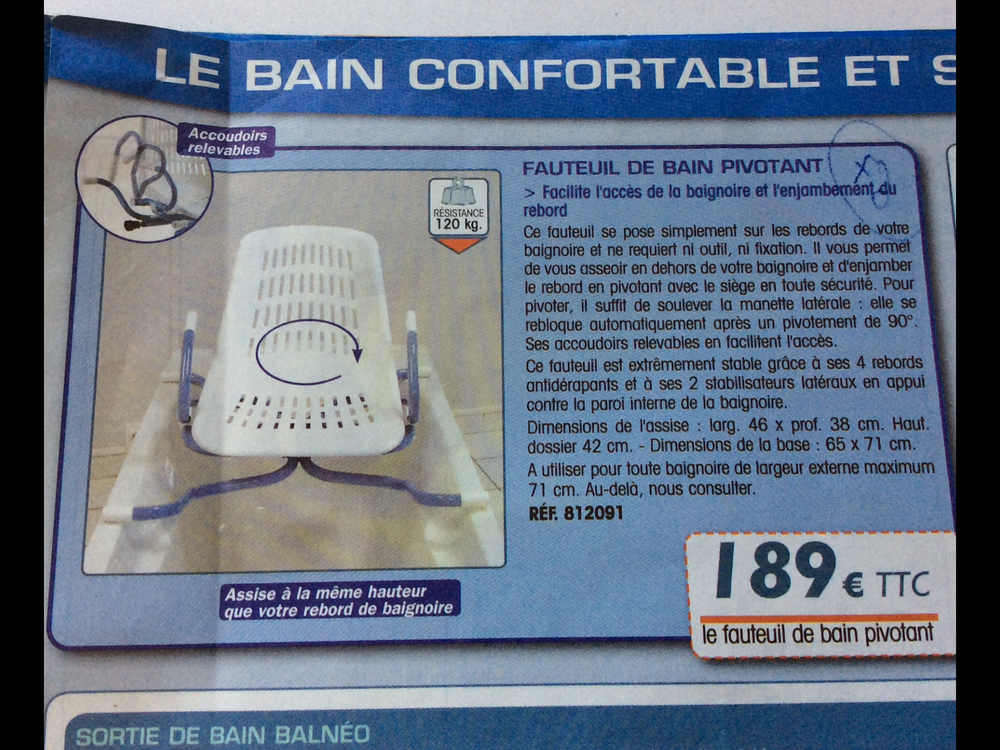 LE BAIN CONFORTABLE ET S
Accoudoirs
relevables
RÉSISTANCE
120 kg.
FAUTEUIL DE BAIN PIVOTANT
> Facilite l'accès de la baignoire et l'enjambement du
rebord
Ce fauteuil se pose simplement sur les rebords de votre
baignoire et ne requiert ni outil, ni fixation. Il vous permet
de vous asseoir en dehors de votre baignoire et d'enjamber
le rebord en pivotant avec le siège en toute sécurité. Pour
pivoter, il suffit de soulever la manette latérale : elle se
rebloque automatiquement après un pivotement de 90°.
Ses accoudoirs relevables en facilitent l'accès.
Ce fauteuil est extrêmement stable grâce à ses 4 rebords
antidérapants et à ses 2 stabilisateurs latéraux en appui
contre la paroi interne de la baignoire.
Dimensions de l'assise : larg. 46 x prof. 38 cm. Haut.
dossier 42 cm. - Dimensions de la base : 65 x 71 cm.
A utiliser pour toute baignoire de largeur externe maximum
71 cm. Au-delà, nous consulter.
RÉF. 812091
Assise à la même hauteur
que votre rebord de baignoire
189 € TTC
le fauteuil de bain pivotant
SORTIE DE BAIN BALNÉO